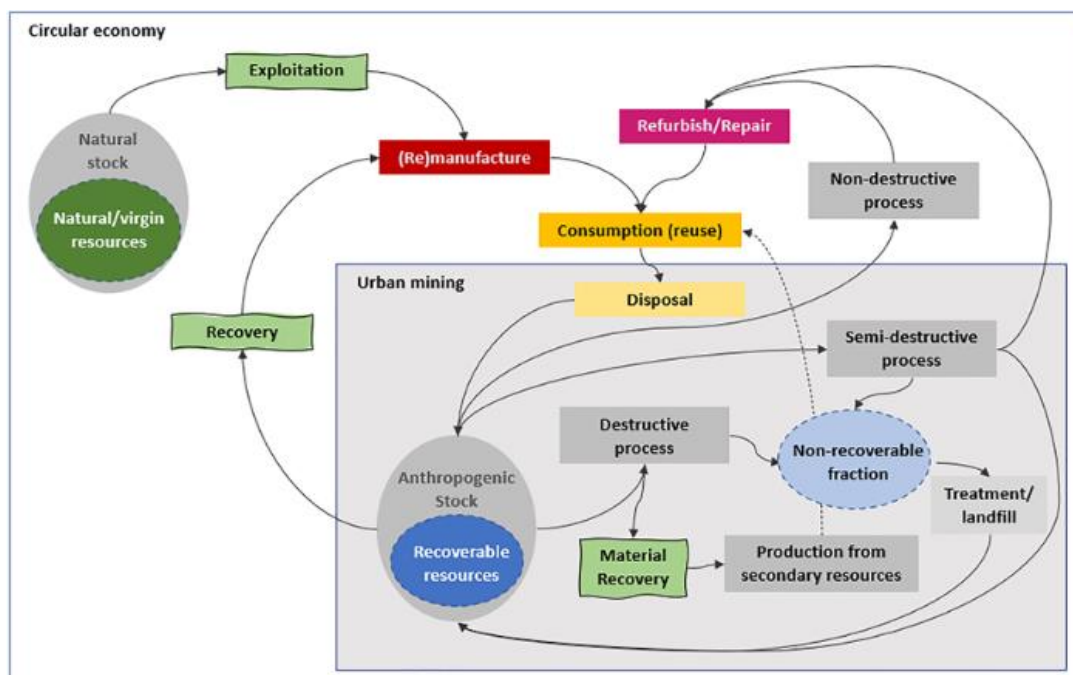 Circular economy
Exploitation
Natural
stock
Natural/virgin
resources
(Re)manufacture
Refurbish/Repair
Non-destructive
process
Consumption (reuse)
Urban mining
Disposal
Recovery
Semi-destructive
process
Destructive
process
Non-recoverable
fraction
Anthropogenic
Stock
Recoverable
resources
Treatment/
landfill
Material
Recovery
Production from
secondary resources